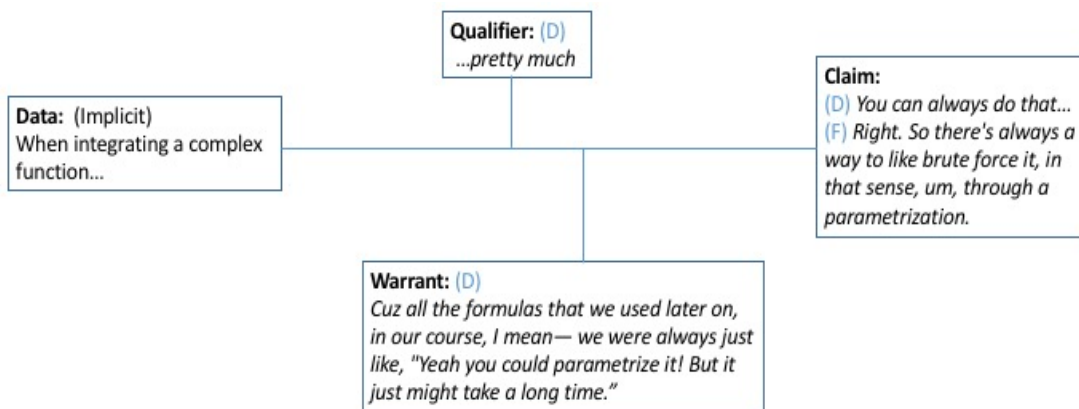 Qualifier: (D)
...pretty much
Data: (Implicit)
When integrating a complex
function...
Claim:
(D) You can always do that...
(F) Right. So there's always a
way to like brute force it, in
that sense, um, through a
parametrization.
Warrant: (D)
Cuz all the formulas that we used later on,
in our course, I mean— we were always just
like, "Yeah you could parametrize it! But it
just might take a long time.”